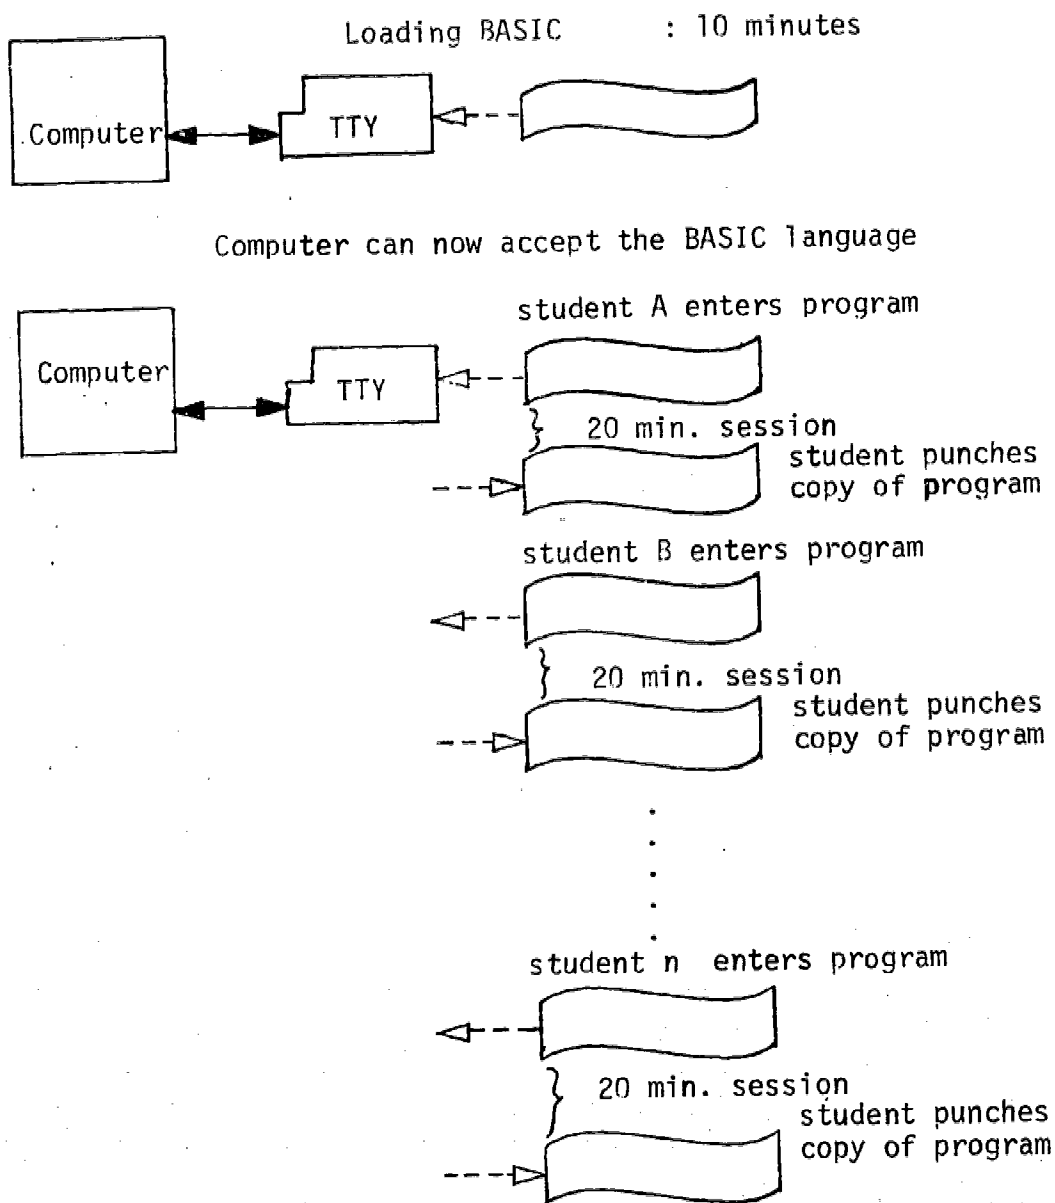 Loading BASIC : 10 minutes
Computer
TTY
Computer can now accept the BASIC language
student A enters program
Computer
TTY
20 min. session
student punches
copy of program
student B enters program
20 min. session
student punches
copy of program
student n enters program
20 min. session
student punches
copy of program